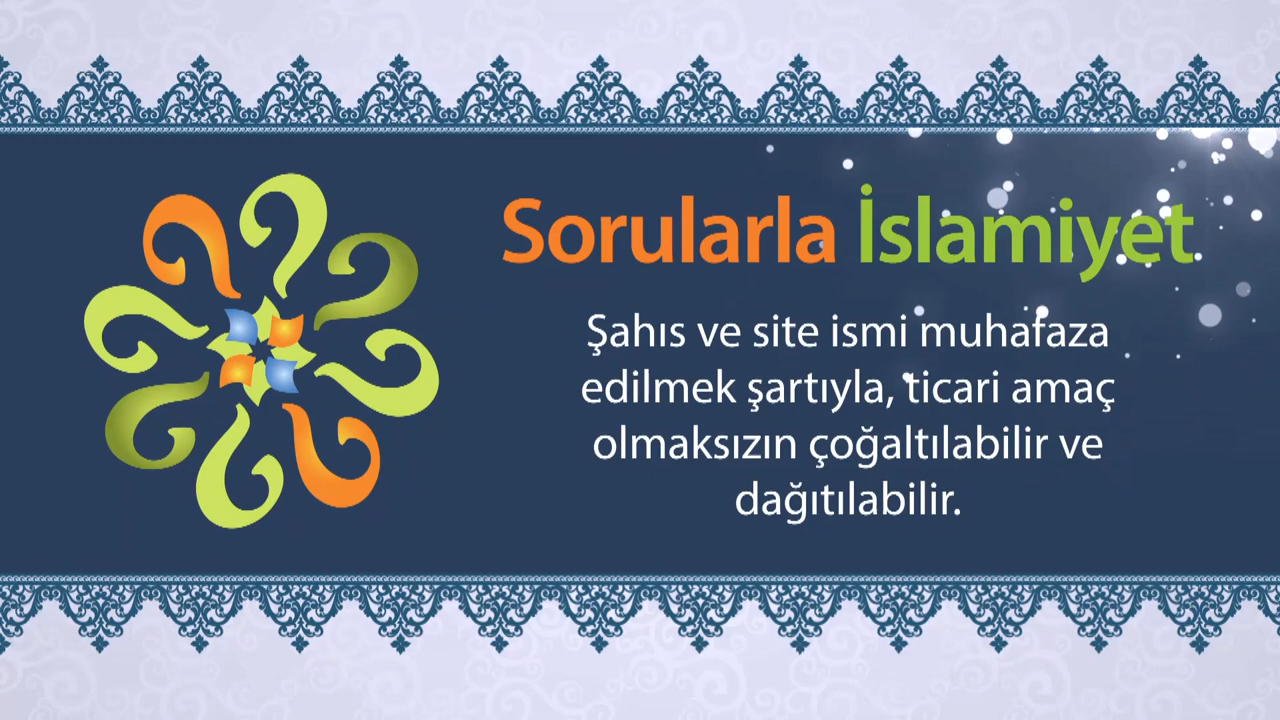 Sorularla İslamiyet
Şahıs ve site ismi muhafaza
edilmek şartıyla, ticari amaç
olmaksızın çoğaltılabilir ve
dağıtılabilir.